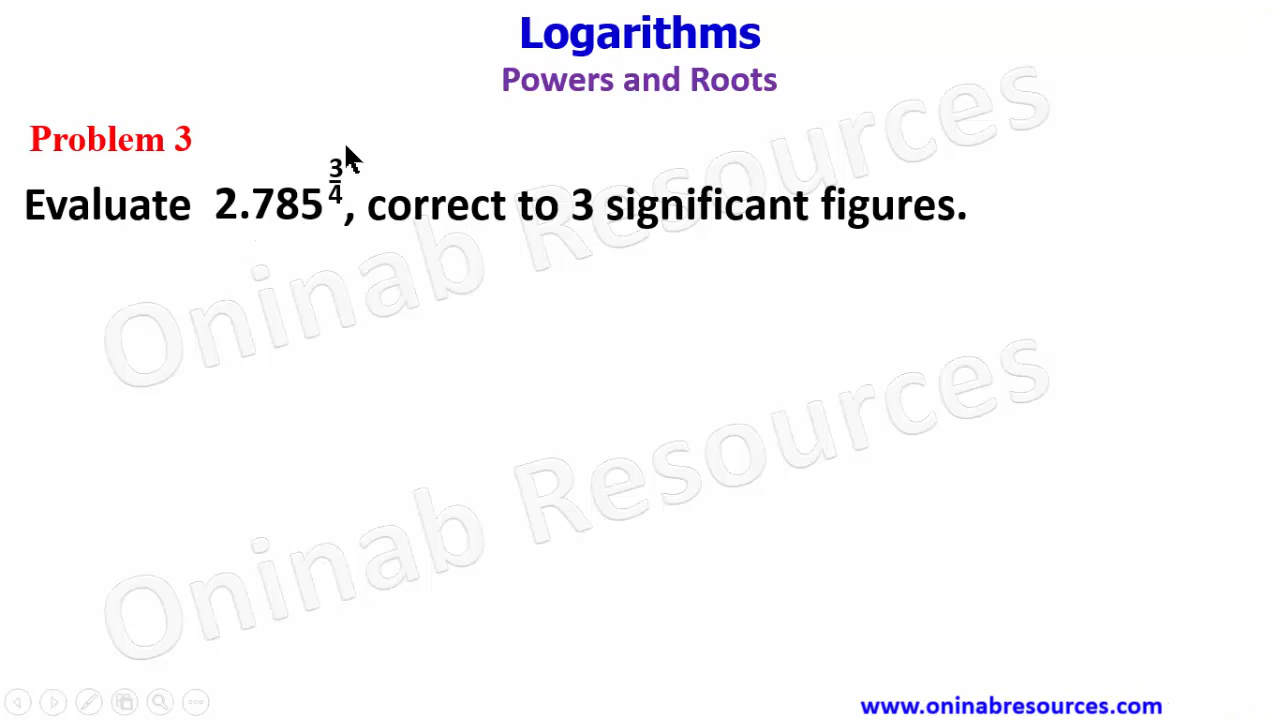 Logarithms
Powers and Roots
Problem 3
Evaluate 2.785^(3/4), correct to 3 significant figures.
Oninab Resources
Oninab Resources
www.oninabresources.com